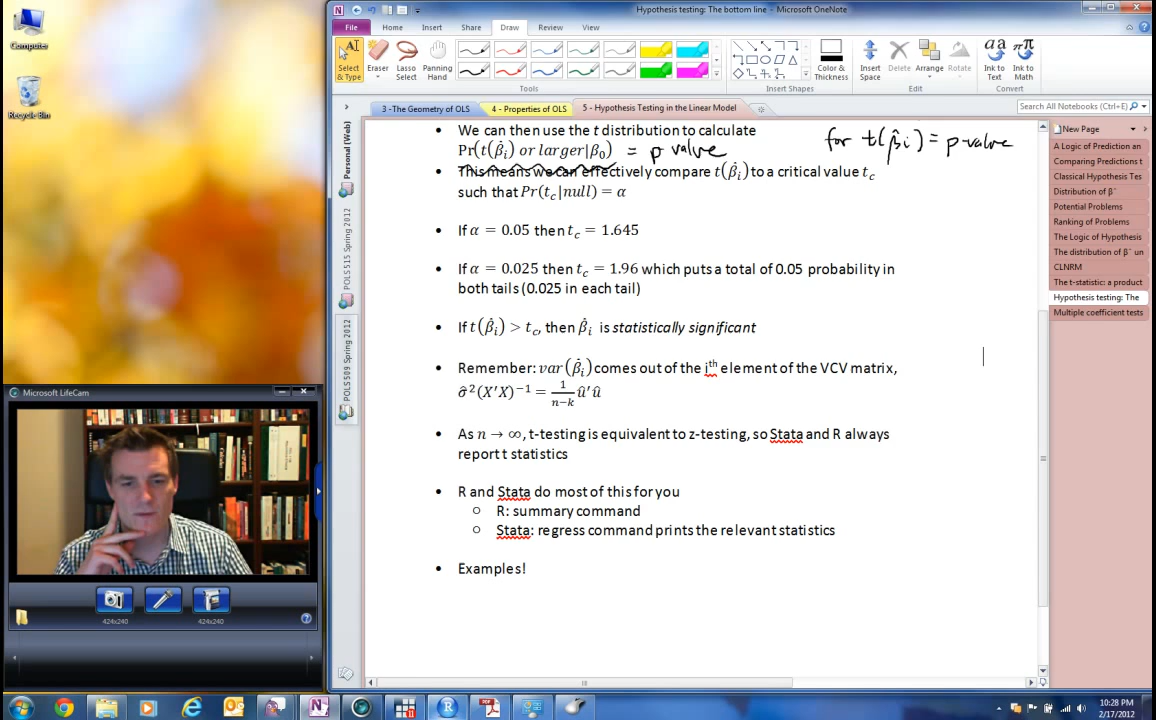 Hypothesis testing: The bottom line - Microsoft OneNote
Computer
Recycle Bin
File Home Insert Share Draw Review View
Select & Type
Eraser
Lasso Select
Panning Hand
Color & Thickness
Insert Space
Delete
Arrange
Rotate
Ink to Text
Ink to Math
Tools
Insert Shapes
Edit
Convert
3 -The Geometry of OLS
4 - Properties of OLS
5 - Hypothesis Testing in the Linear Model
Search All Notebooks (Ctrl+E)
Personal (Web)
POLS 515 Spring 2012
POLS 509 Spring 2012
• We can then use the t distribution to calculate
Pr(t(β̂ᵢ) or larger|β₀) = p value
for t(β̂i) = p-value
• This means we can effectively compare t(β̂ᵢ) to a critical value t_c
such that Pr(t_c|null) = α
• If α = 0.05 then t_c = 1.645
• If α = 0.025 then t_c = 1.96 which puts a total of 0.05 probability in
both tails (0.025 in each tail)
• If t(β̂ᵢ) > t_c, then β̂ᵢ is statistically significant
• Remember: var(β̂ᵢ) comes out of the iᵗʰ element of the VCV matrix,
σ̂²(X′X)⁻¹ = 1/(n−k) û′û
• As n → ∞, t-testing is equivalent to z-testing, so Stata and R always
report t statistics
• R and Stata do most of this for you
○ R: summary command
○ Stata: regress command prints the relevant statistics
• Examples!
New Page
A Logic of Prediction an
Comparing Predictions t
Classical Hypothesis Tes
Distribution of β^
Potential Problems
Ranking of Problems
The Logic of Hypothesis
The distribution of β^ un
CLNRM
The t-statistic: a product
Hypothesis testing: The
Multiple coefficient tests
Microsoft LifeCam
424x240
424x240
424x240
10:28 PM
2/17/2012